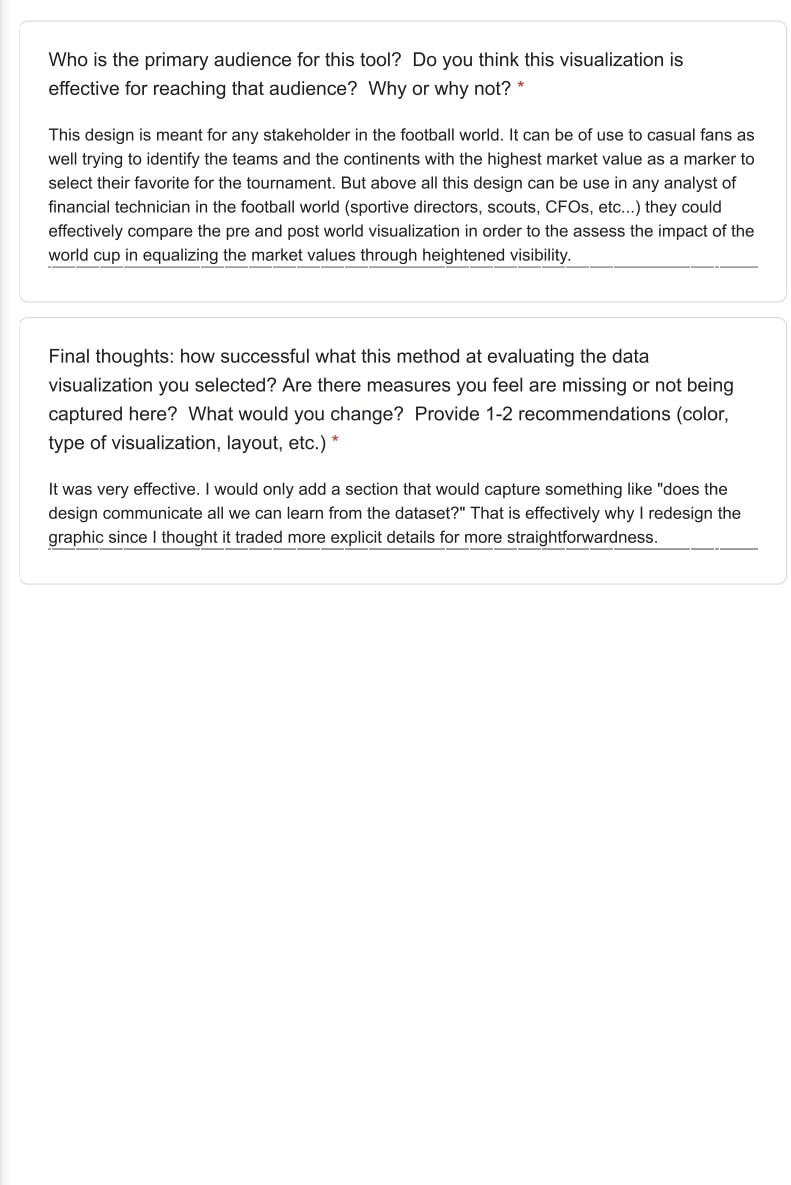 Who is the primary audience for this tool?  Do you think this visualization is
effective for reaching that audience?  Why or why not? *
This design is meant for any stakeholder in the football world. It can be of use to casual fans as
well trying to identify the teams and the continents with the highest market value as a marker to
select their favorite for the tournament. But above all this design can be use in any analyst of
financial technician in the football world (sportive directors, scouts, CFOs, etc...) they could
effectively compare the pre and post world visualization in order to the assess the impact of the
world cup in equalizing the market values through heightened visibility.
Final thoughts: how successful what this method at evaluating the data
visualization you selected? Are there measures you feel are missing or not being
captured here?  What would you change?  Provide 1-2 recommendations (color,
type of visualization, layout, etc.) *
It was very effective. I would only add a section that would capture something like "does the
design communicate all we can learn from the dataset?" That is effectively why I redesign the
graphic since I thought it traded more explicit details for more straightforwardness.